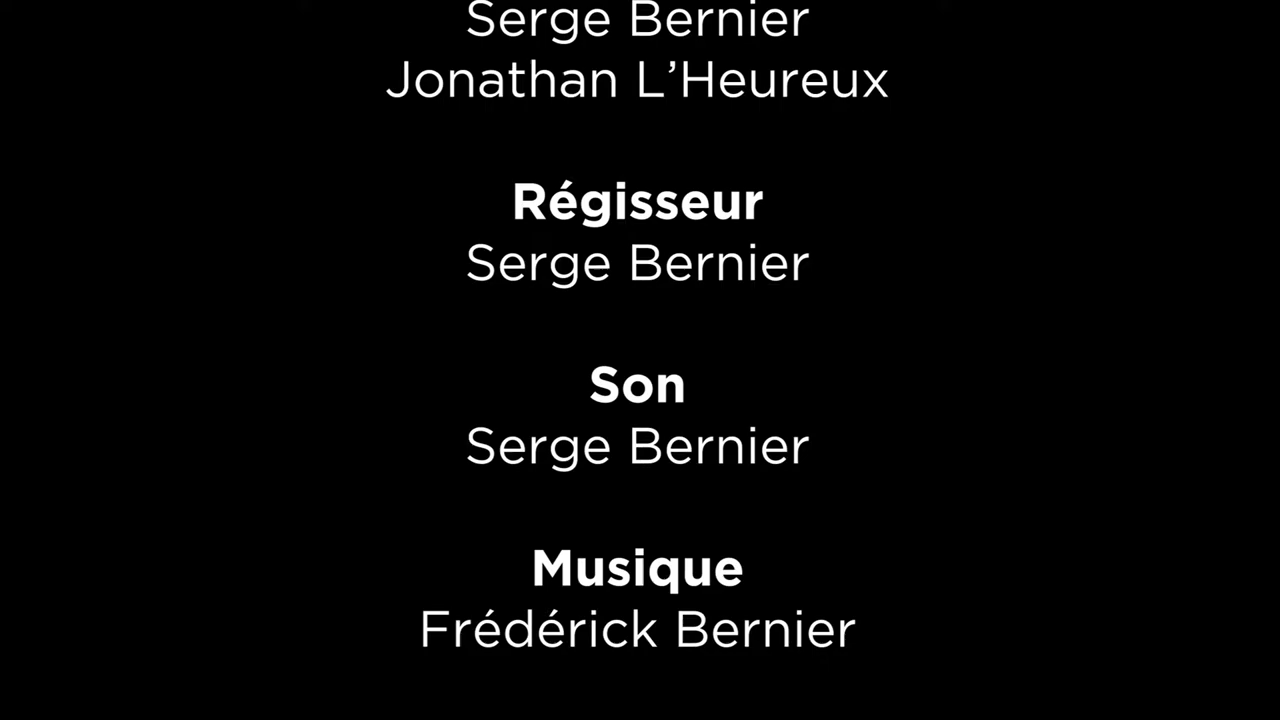 Serge Bernier
Jonathan L’Heureux
Régisseur
Serge Bernier
Son
Serge Bernier
Musique
Frédérick Bernier